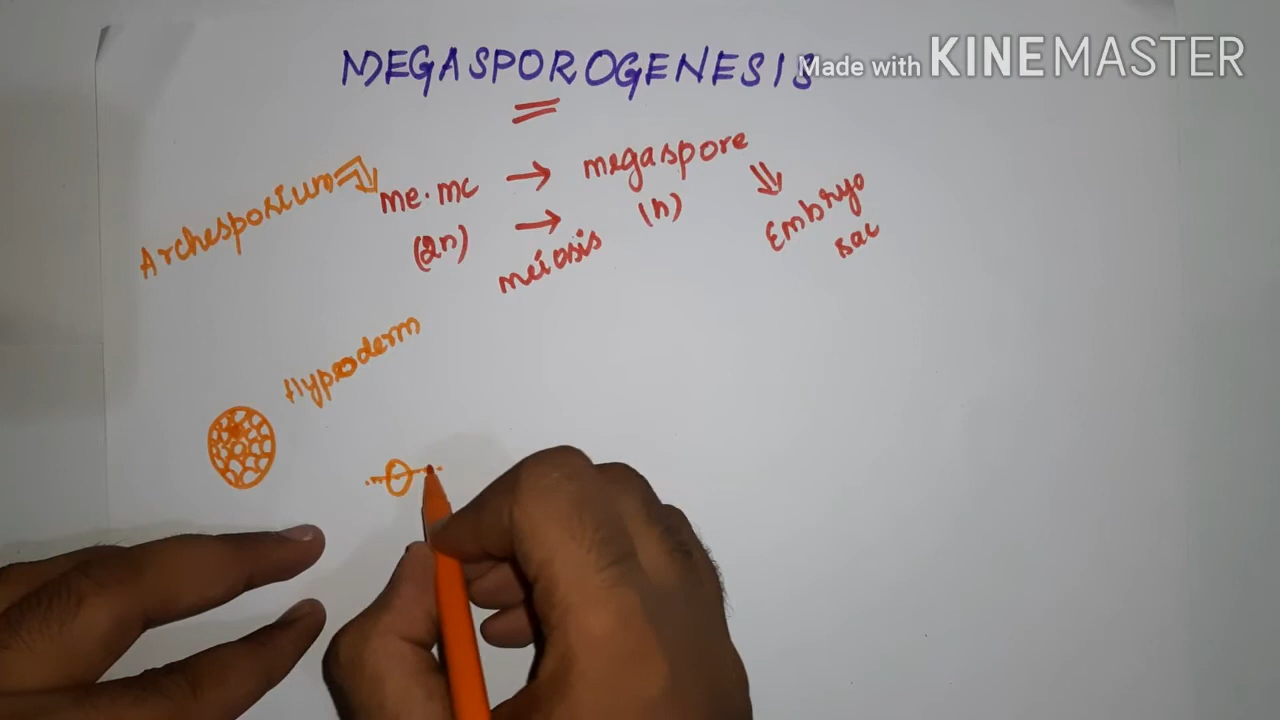 MEGASPOROGENESIS
Made with KINEMASTER
Archesporium
me.mc → megaspore
(2n) → (n)
meiosis
Embryo
sac
Hypoderm